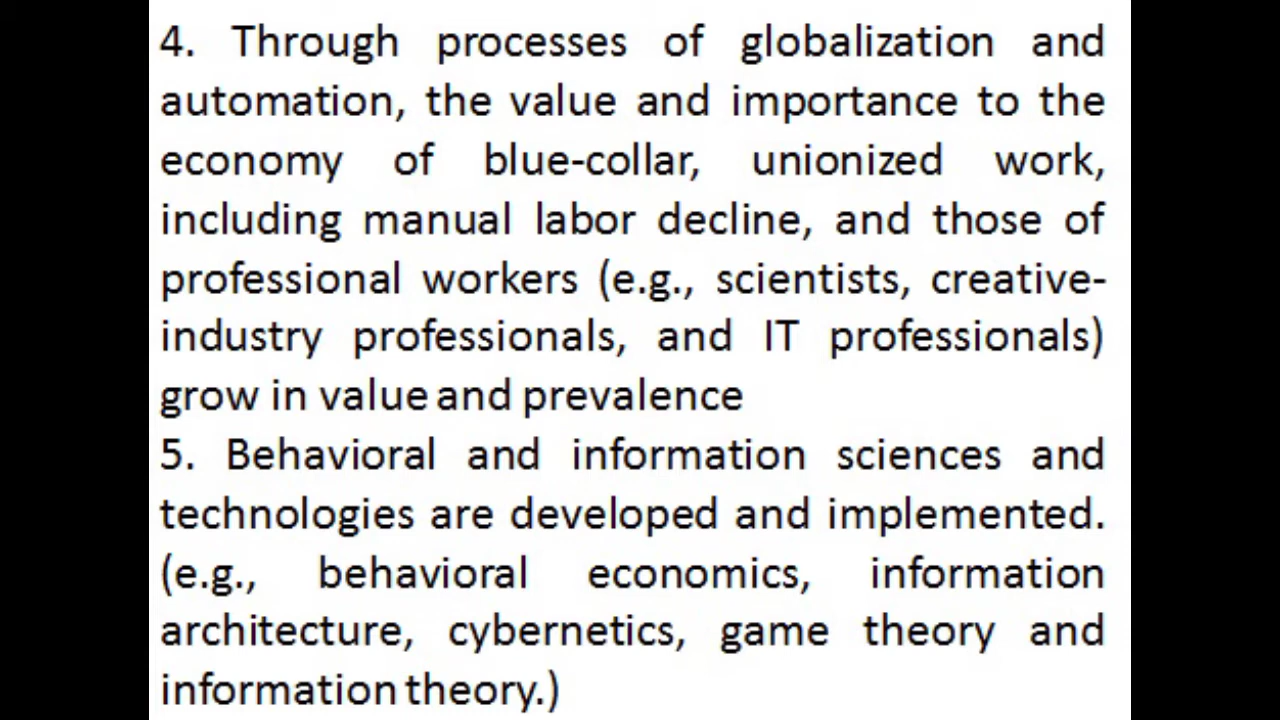 4. Through processes of globalization and
automation, the value and importance to the
economy of blue-collar, unionized work,
including manual labor decline, and those of
professional workers (e.g., scientists, creative-
industry professionals, and IT professionals)
grow in value and prevalence
5. Behavioral and information sciences and
technologies are developed and implemented.
(e.g., behavioral economics, information
architecture, cybernetics, game theory and
information theory.)